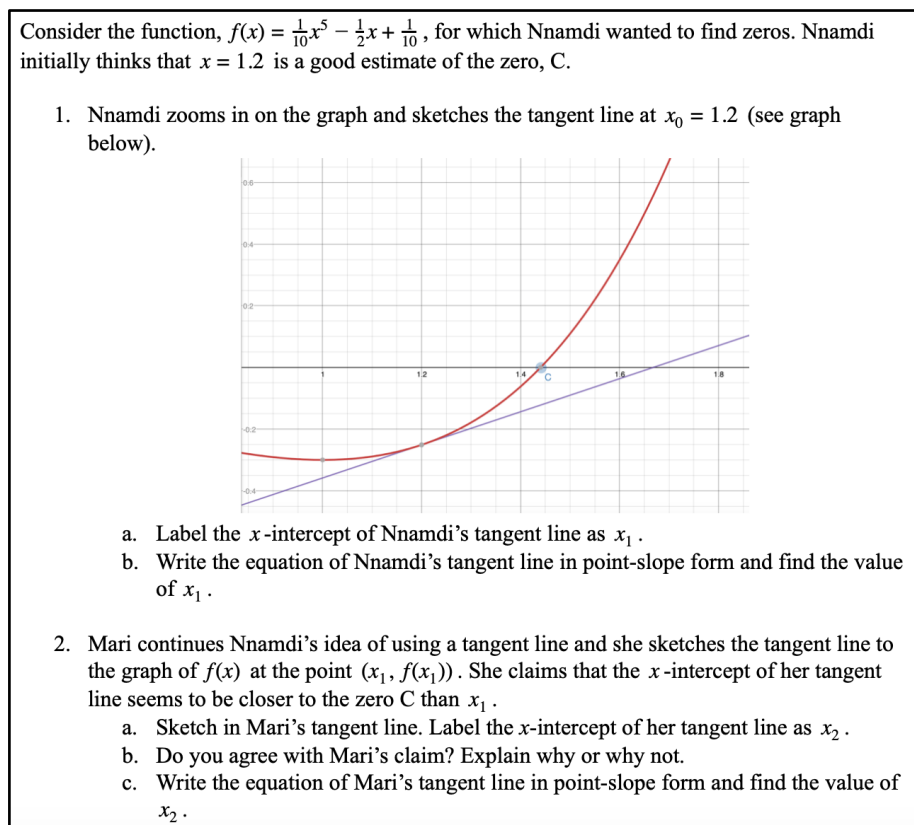 Consider the function, f(x) = 1/10 x⁵ − 1/2 x + 1/10 , for which Nnamdi wanted to find zeros. Nnamdi
initially thinks that x = 1.2 is a good estimate of the zero, C.
1. Nnamdi zooms in on the graph and sketches the tangent line at x₀ = 1.2 (see graph
below).
0.6
0.4
0.2
1 1.2 1.4 C 1.6 1.8
-0.2
-0.4
a. Label the x-intercept of Nnamdi’s tangent line as x₁ .
b. Write the equation of Nnamdi’s tangent line in point-slope form and find the value
of x₁ .
2. Mari continues Nnamdi’s idea of using a tangent line and she sketches the tangent line to
the graph of f(x) at the point (x₁, f(x₁)). She claims that the x-intercept of her tangent
line seems to be closer to the zero C than x₁ .
a. Sketch in Mari’s tangent line. Label the x-intercept of her tangent line as x₂ .
b. Do you agree with Mari’s claim? Explain why or why not.
c. Write the equation of Mari’s tangent line in point-slope form and find the value of
x₂ .